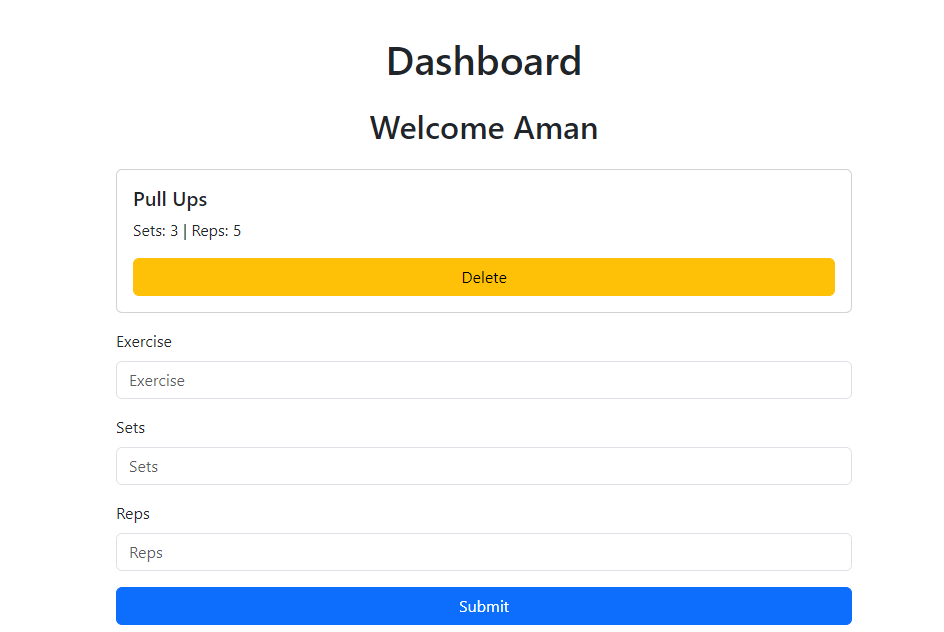 Dashboard
Welcome Aman
Pull Ups
Sets: 3 | Reps: 5
Delete
Exercise
Exercise
Sets
Sets
Reps
Reps
Submit